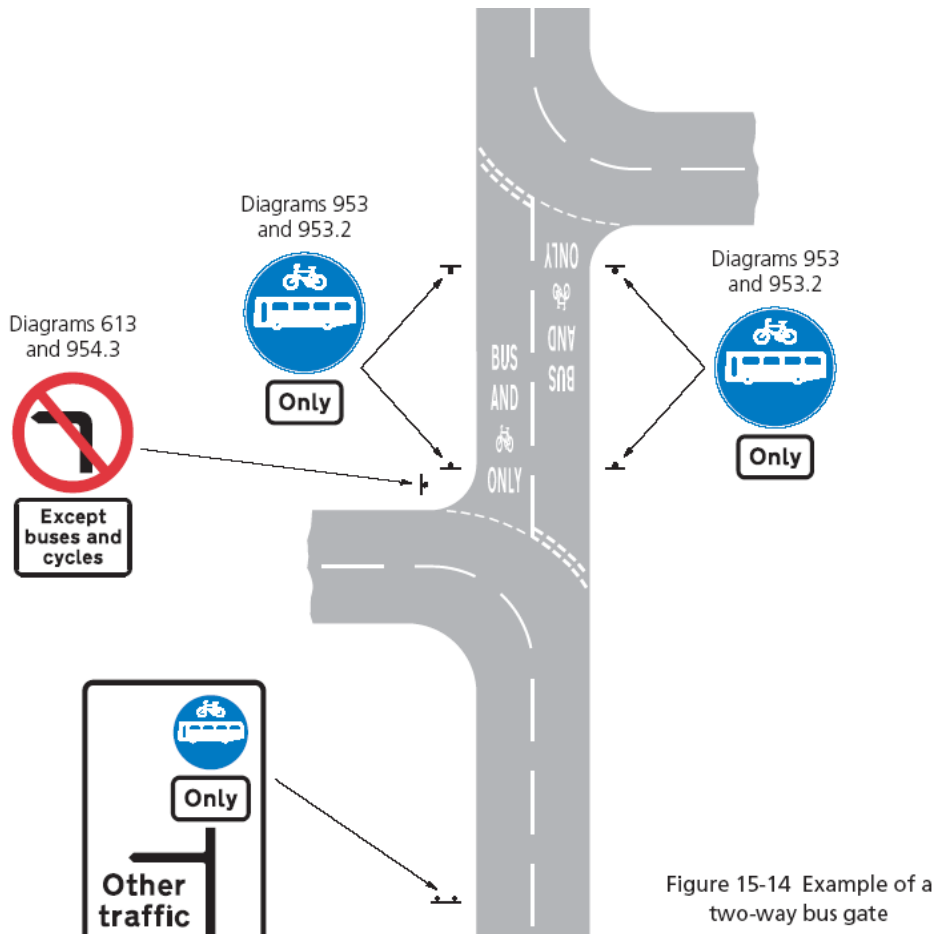 Diagrams 953
and 953.2
Only
Diagrams 953
and 953.2
Only
Diagrams 613
and 954.3
Except
buses and
cycles
BUS
AND
ONLY
BUS
AND
ONLY
Only
Other
traffic
Figure 15-14 Example of a
two-way bus gate